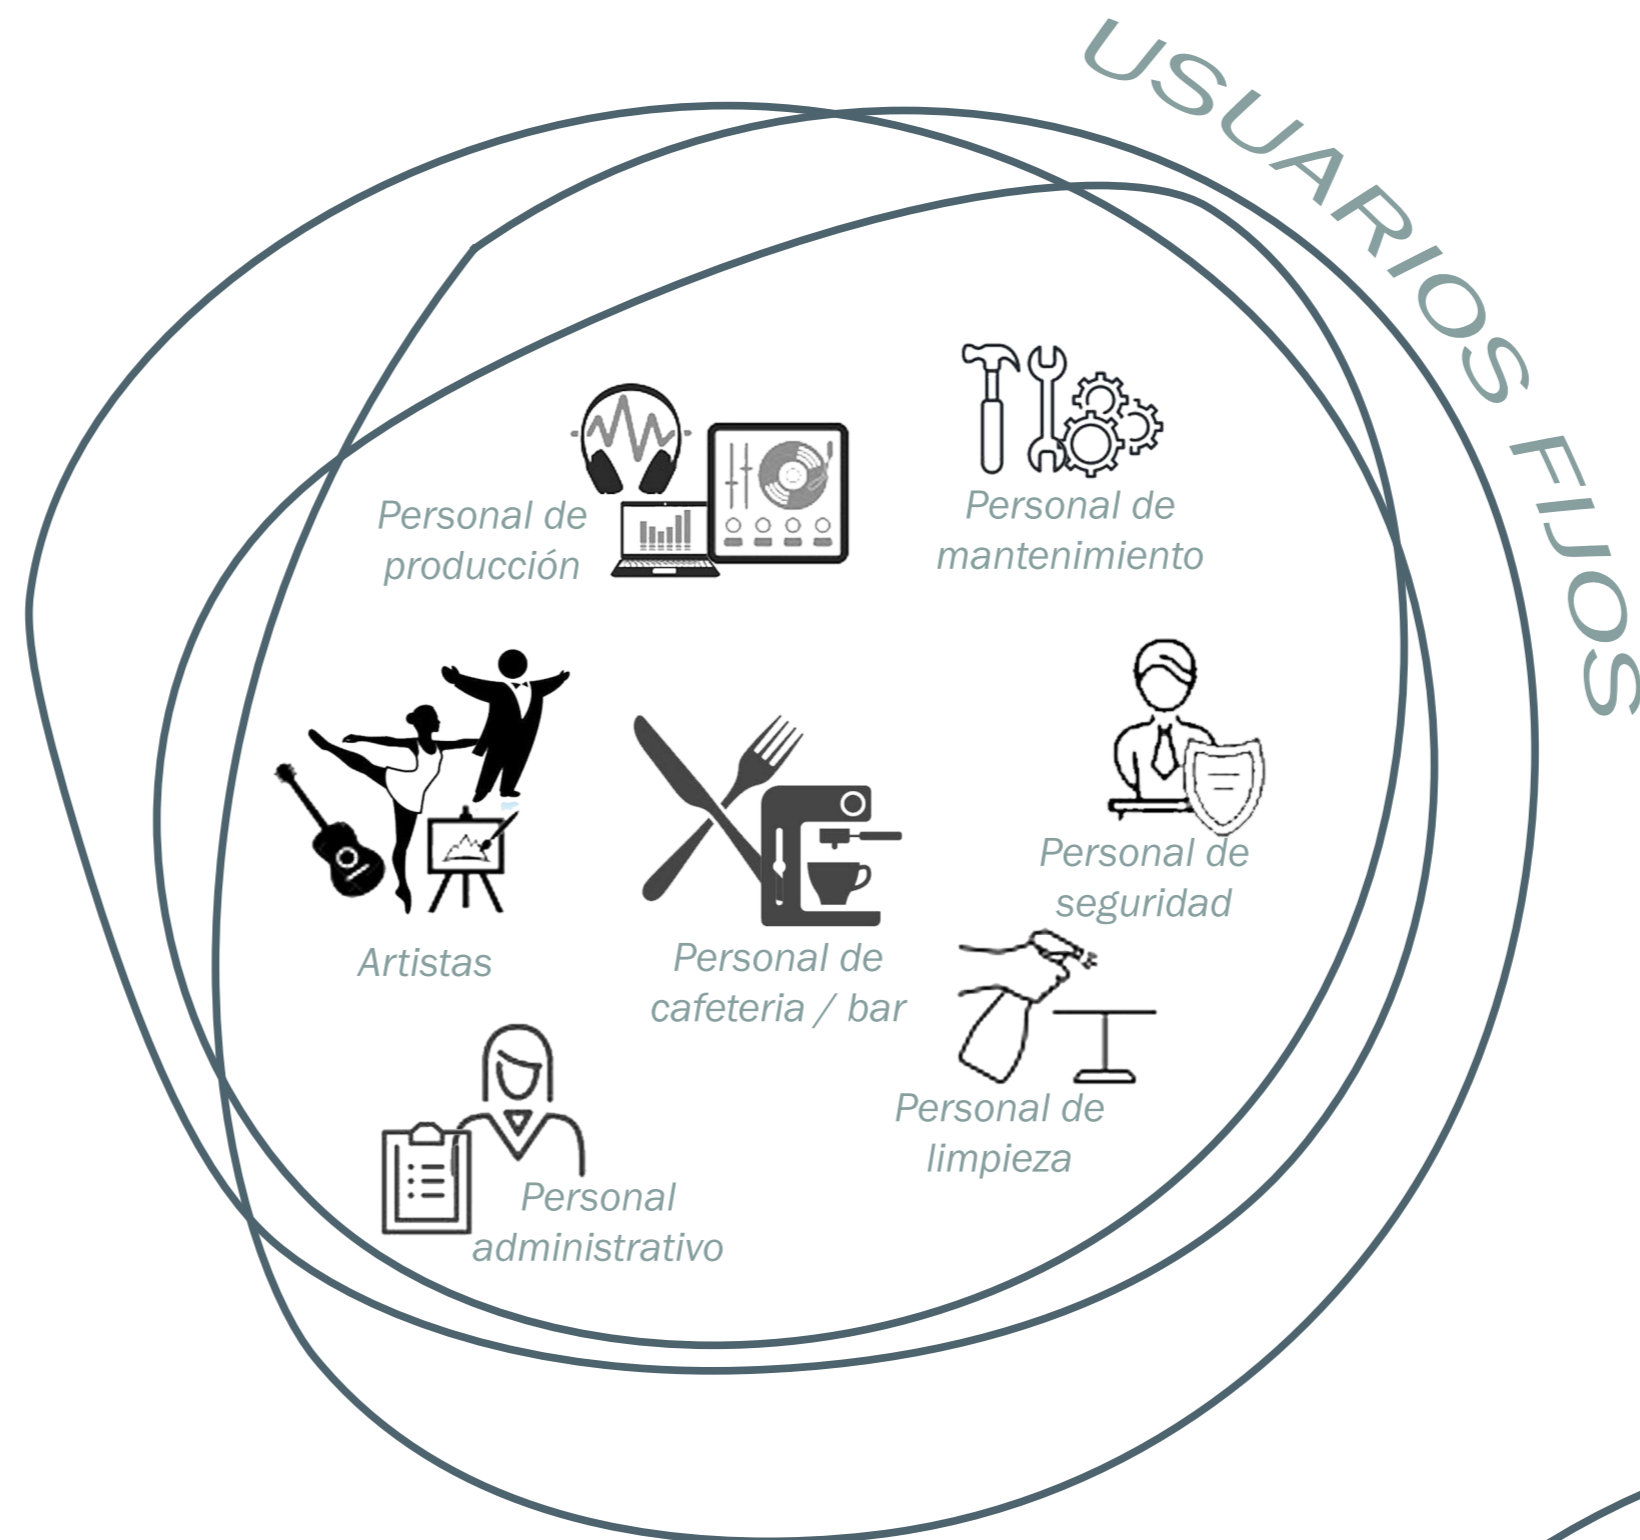 USUARIOS FIJOS
Personal de
producción
Personal de
mantenimiento
Artistas
Personal de
cafeteria / bar
Personal de
seguridad
Personal de
limpieza
Personal
administrativo